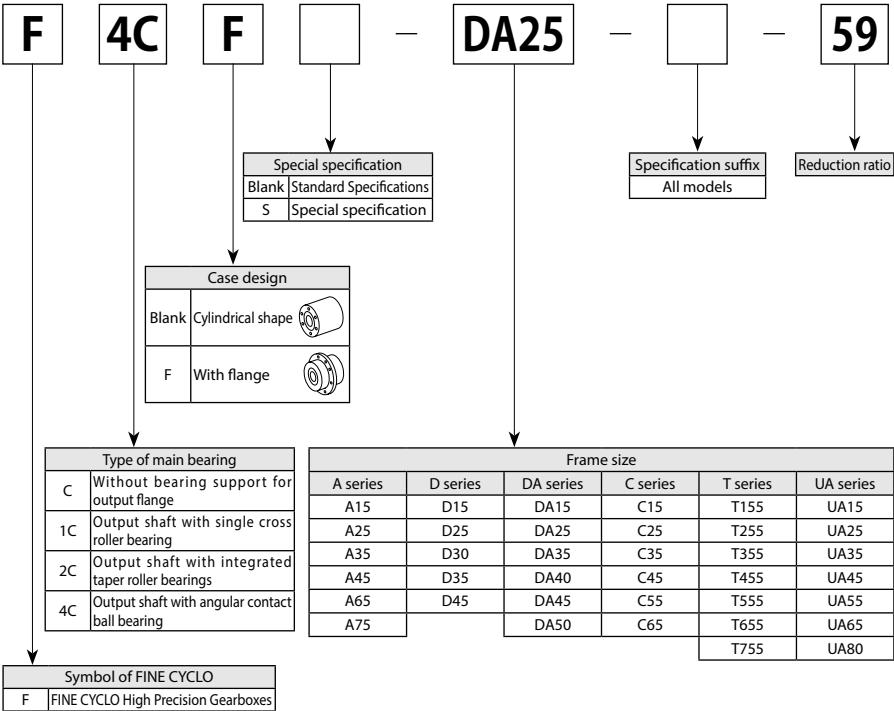 F 4C F – DA25 – – 59
Special specification
Blank Standard Specifications
S Special specification
Specification suffix
All models
Reduction ratio
Case design
Blank Cylindrical shape
F With flange
Type of main bearing
C Without bearing support for
output flange
1C Output shaft with single cross
roller bearing
2C Output shaft with integrated
taper roller bearings
4C Output shaft with angular contact
ball bearing
Frame size
A series D series DA series C series T series UA series
A15 D15 DA15 C15 T155 UA15
A25 D25 DA25 C25 T255 UA25
A35 D30 DA35 C35 T355 UA35
A45 D35 DA40 C45 T455 UA45
A65 D45 DA45 C55 T555 UA55
A75 DA50 C65 T655 UA65
T755 UA80
Symbol of FINE CYCLO
F FINE CYCLO High Precision Gearboxes